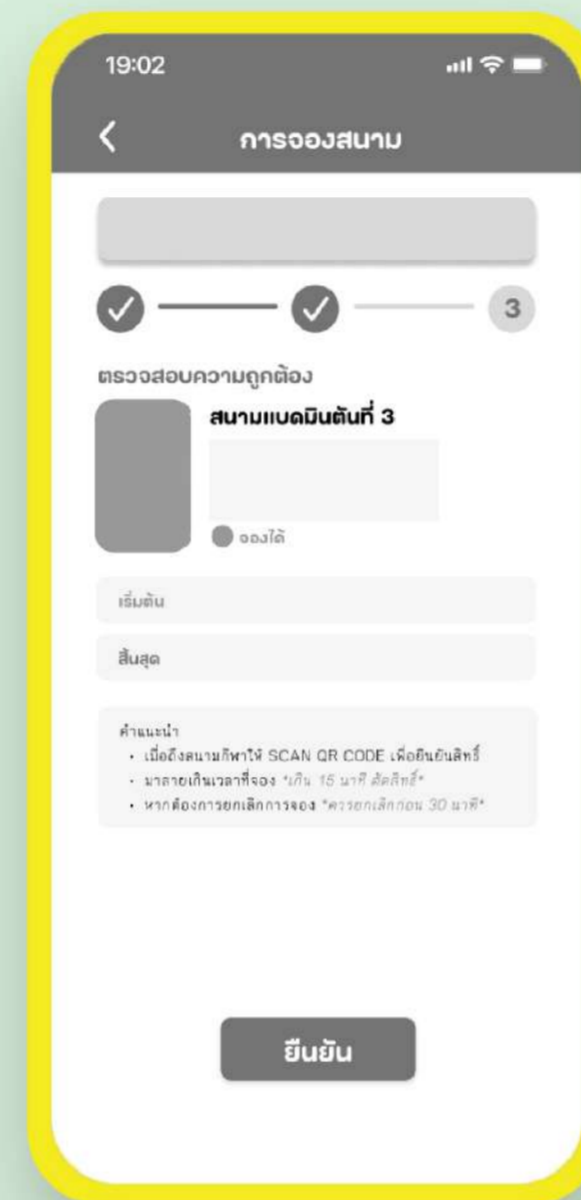 19:02
การจองสนาม
3
ตรวจสอบความถูกต้อง
สนามแบดมินตันที่ 3
จองได้
เริ่มต้น
สิ้นสุด
คำแนะนำ
• เมื่อถึงสนามกีฬาให้ SCAN QR CODE เพื่อยืนยันสิทธิ์
• มาสายเกินเวลาที่จอง *เกิน 15 นาที ตัดสิทธิ์*
• หากต้องการยกเลิกการจอง *ควรยกเลิกก่อน 30 นาที*
ยืนยัน